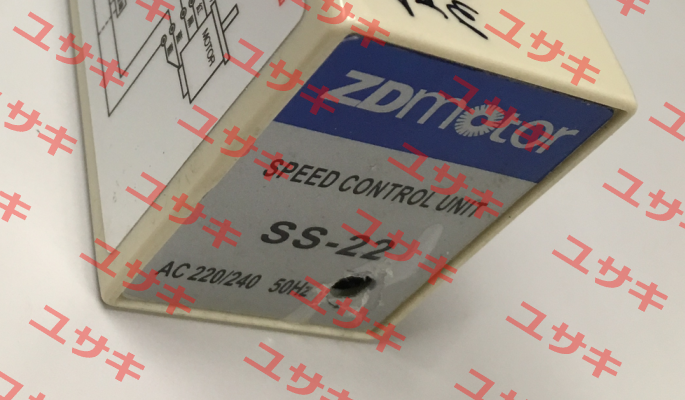 MOTOR
ZDmotor
SPEED CONTROL UNIT
SS-22
AC 220/240 50Hz
ユサキ